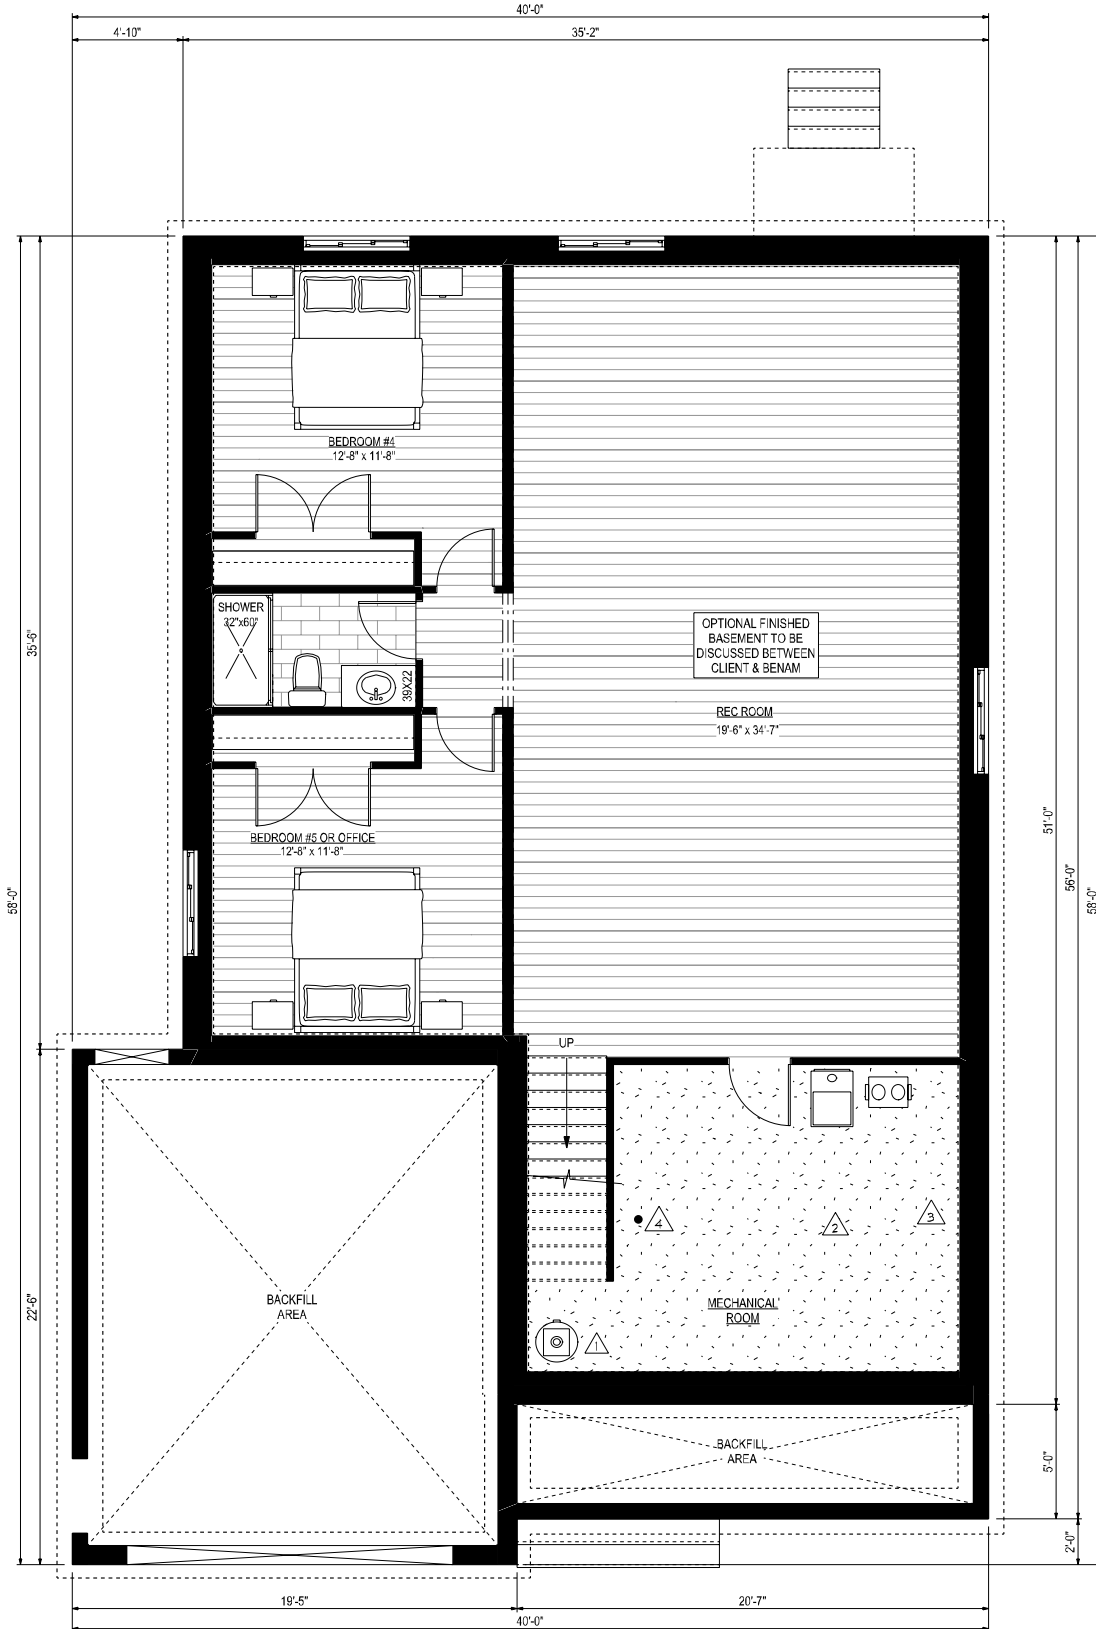 40'-0"
4'-10"
35'-2"
BEDROOM #4
12'-8" x 11'-8"
SHOWER
32"x60"
39X22
OPTIONAL FINISHED
BASEMENT TO BE
DISCUSSED BETWEEN
CLIENT & BENAM
REC ROOM
19'-6" x 34'-7"
BEDROOM #5 OR OFFICE
12'-8" x 11'-8"
35'-6"
58'-0"
51'-0"
56'-0"
58'-0"
UP
4
2
3
MECHANICAL
ROOM
1
BACKFILL
AREA
22'-6"
BACKFILL
AREA
5'-0"
2'-0"
19'-5"
20'-7"
40'-0"